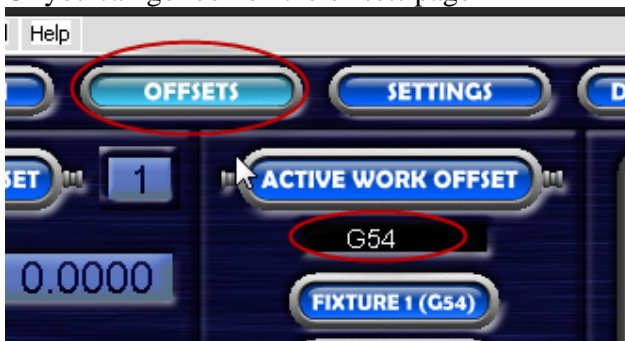 Help
OFFSETS
SETTINGS
1
ACTIVE WORK OFFSET
G54
0.0000
FIXTURE 1 (G54)